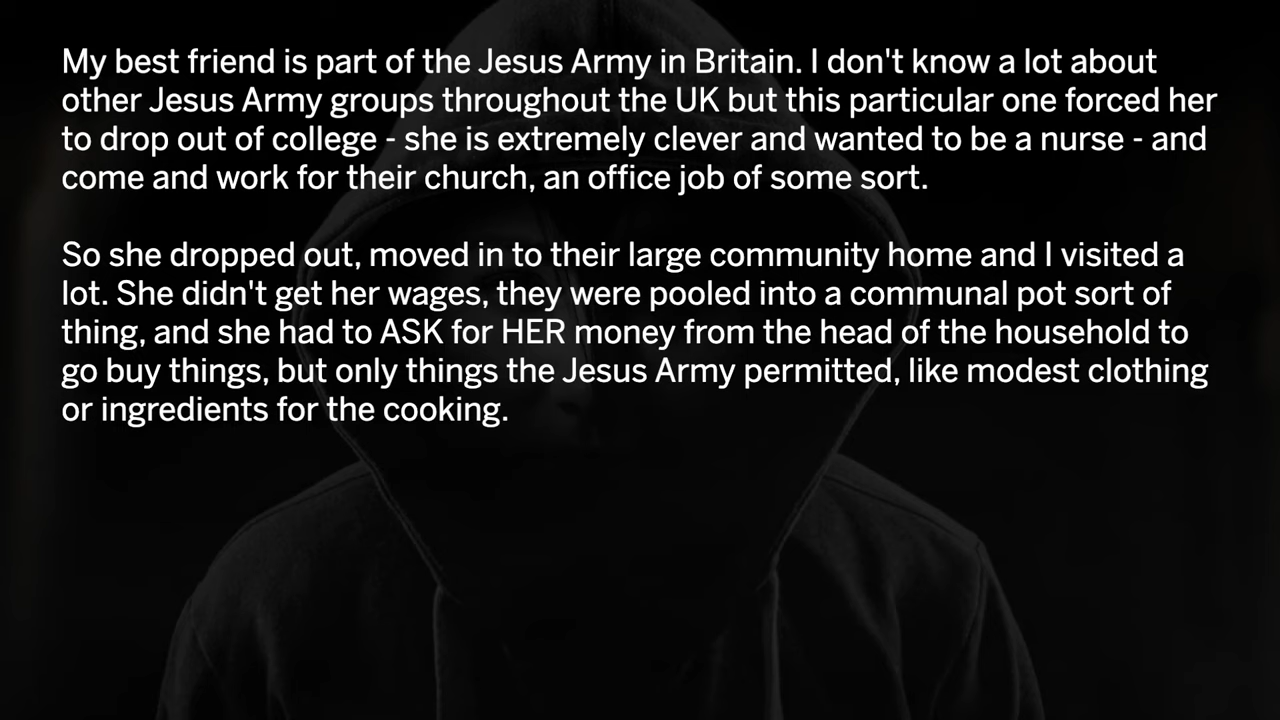 My best friend is part of the Jesus Army in Britain. I don't know a lot about
other Jesus Army groups throughout the UK but this particular one forced her
to drop out of college - she is extremely clever and wanted to be a nurse - and
come and work for their church, an office job of some sort.
So she dropped out, moved in to their large community home and I visited a
lot. She didn't get her wages, they were pooled into a communal pot sort of
thing, and she had to ASK for HER money from the head of the household to
go buy things, but only things the Jesus Army permitted, like modest clothing
or ingredients for the cooking.